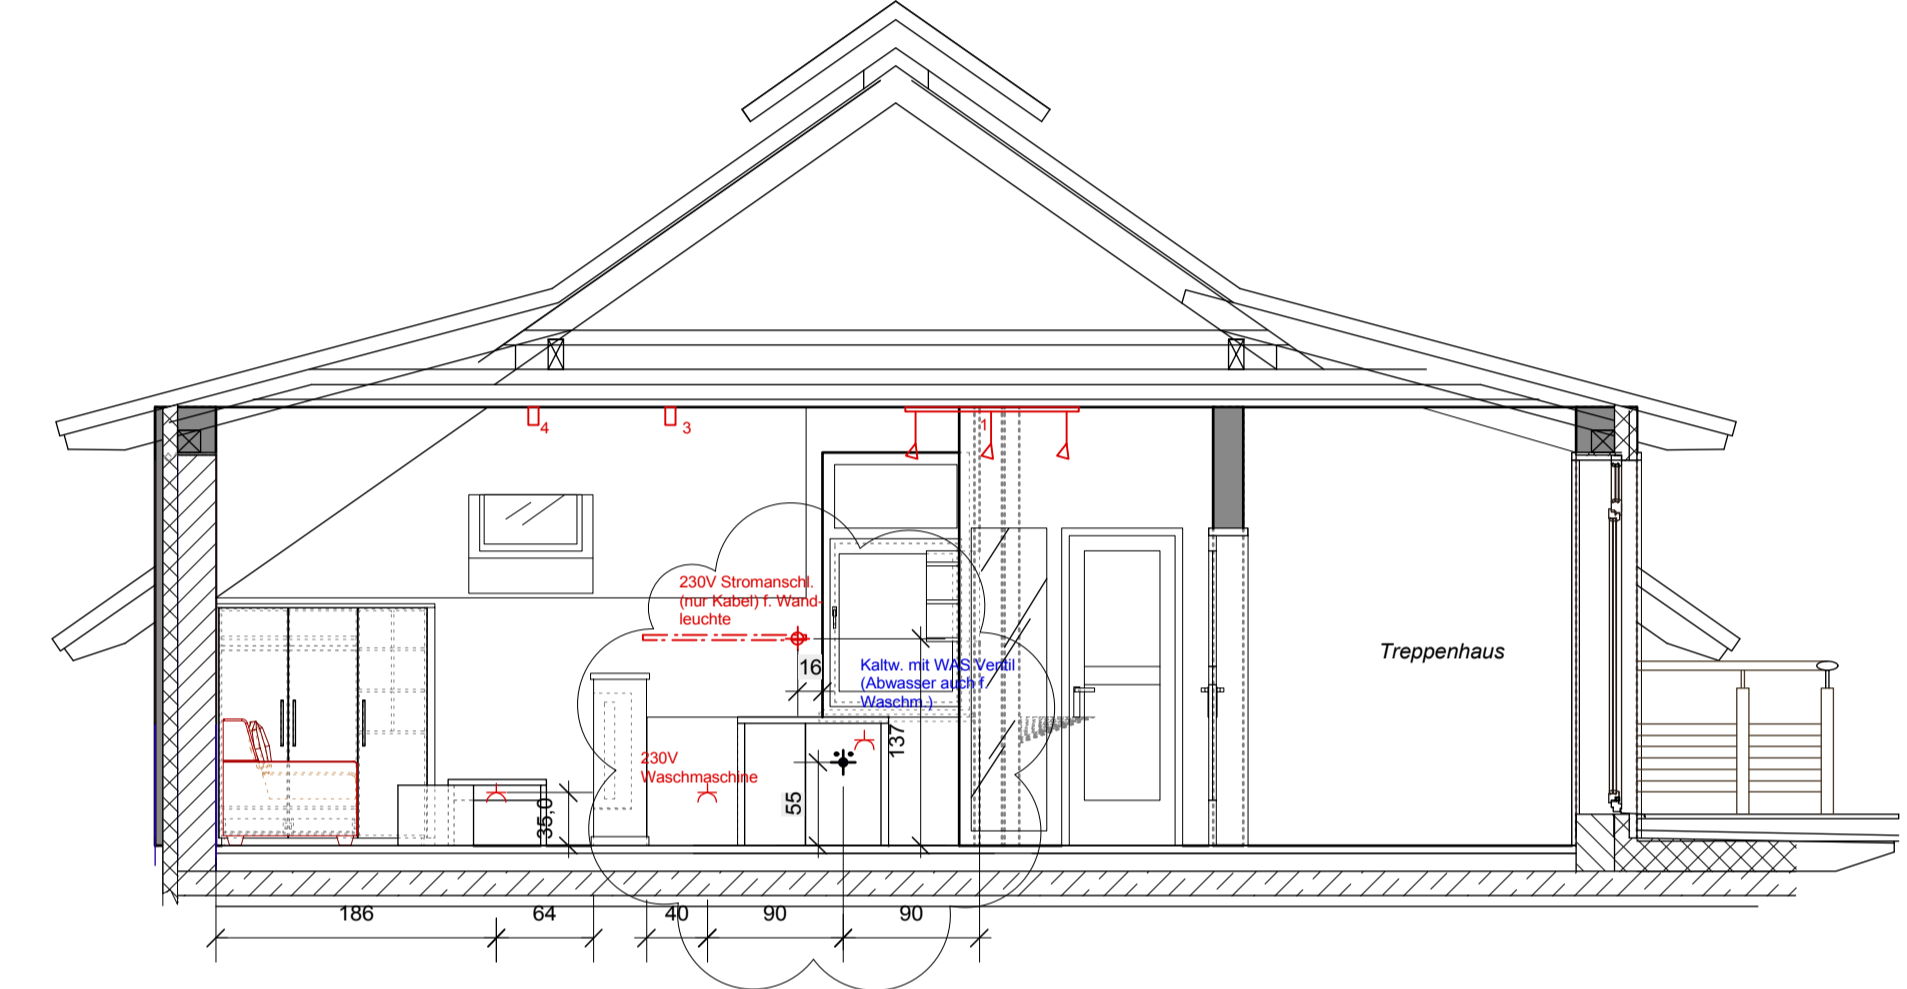 4
3
1
230V Stromanschl.
(nur Kabel) f. Wand-
leuchte
16
Kaltw. mit WAS Ventil
(Abwasser auch f.
Waschm.)
Treppenhaus
137
230V
Waschmaschine
55
35,0
186
64
40
90
90